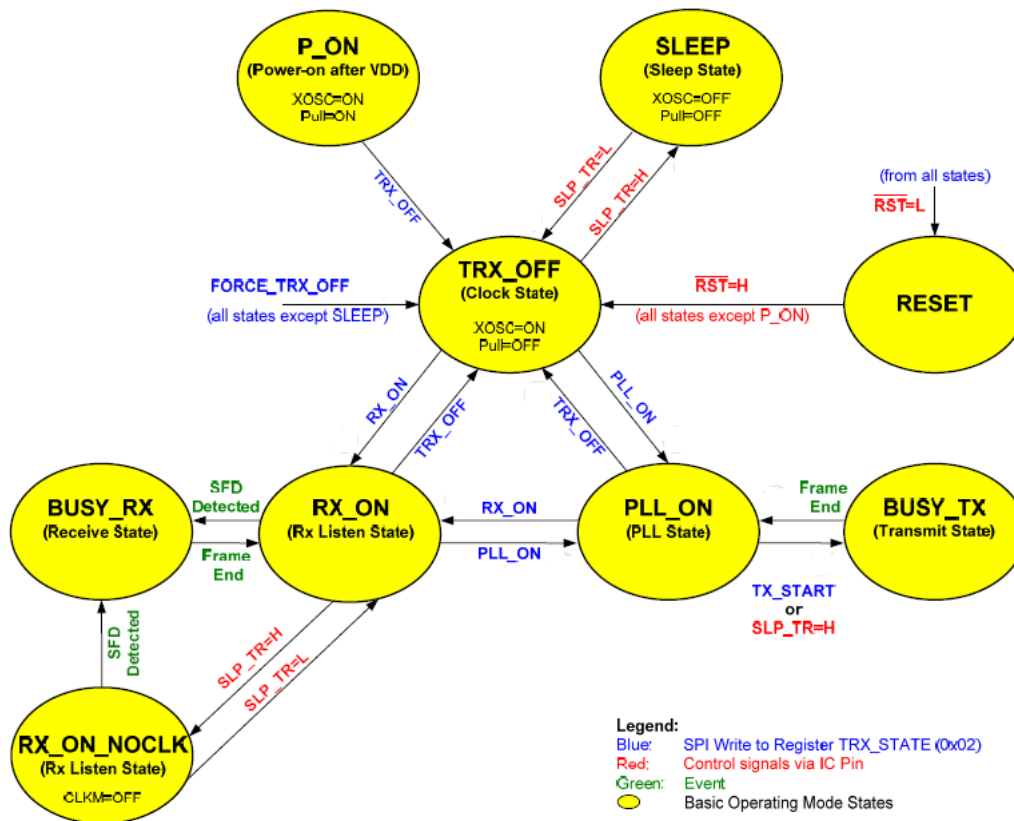 P_ON
(Power-on after VDD)
XOSC=ON
Pull=ON
SLEEP
(Sleep State)
XOSC=OFF
Pull=OFF
TRX_OFF
SLP_TR=L
SLP_TR=H
(from all states)
RST=L
TRX_OFF
(Clock State)
XOSC=ON
Pull=OFF
FORCE_TRX_OFF
(all states except SLEEP)
RST=H
(all states except P_ON)
RESET
RX_ON
TRX_OFF
TRX_OFF
PLL_ON
BUSY_RX
(Receive State)
SFD
Detected
Frame
End
RX_ON
(Rx Listen State)
RX_ON
PLL_ON
PLL_ON
(PLL State)
Frame
End
BUSY_TX
(Transmit State)
TX_START
or
SLP_TR=H
SFD
Detected
SLP_TR=H
SLP_TR=L
RX_ON_NOCLK
(Rx Listen State)
CLKM=OFF
Legend:
Blue: SPI Write to Register TRX_STATE (0x02)
Red: Control signals via IC Pin
Green: Event
Basic Operating Mode States